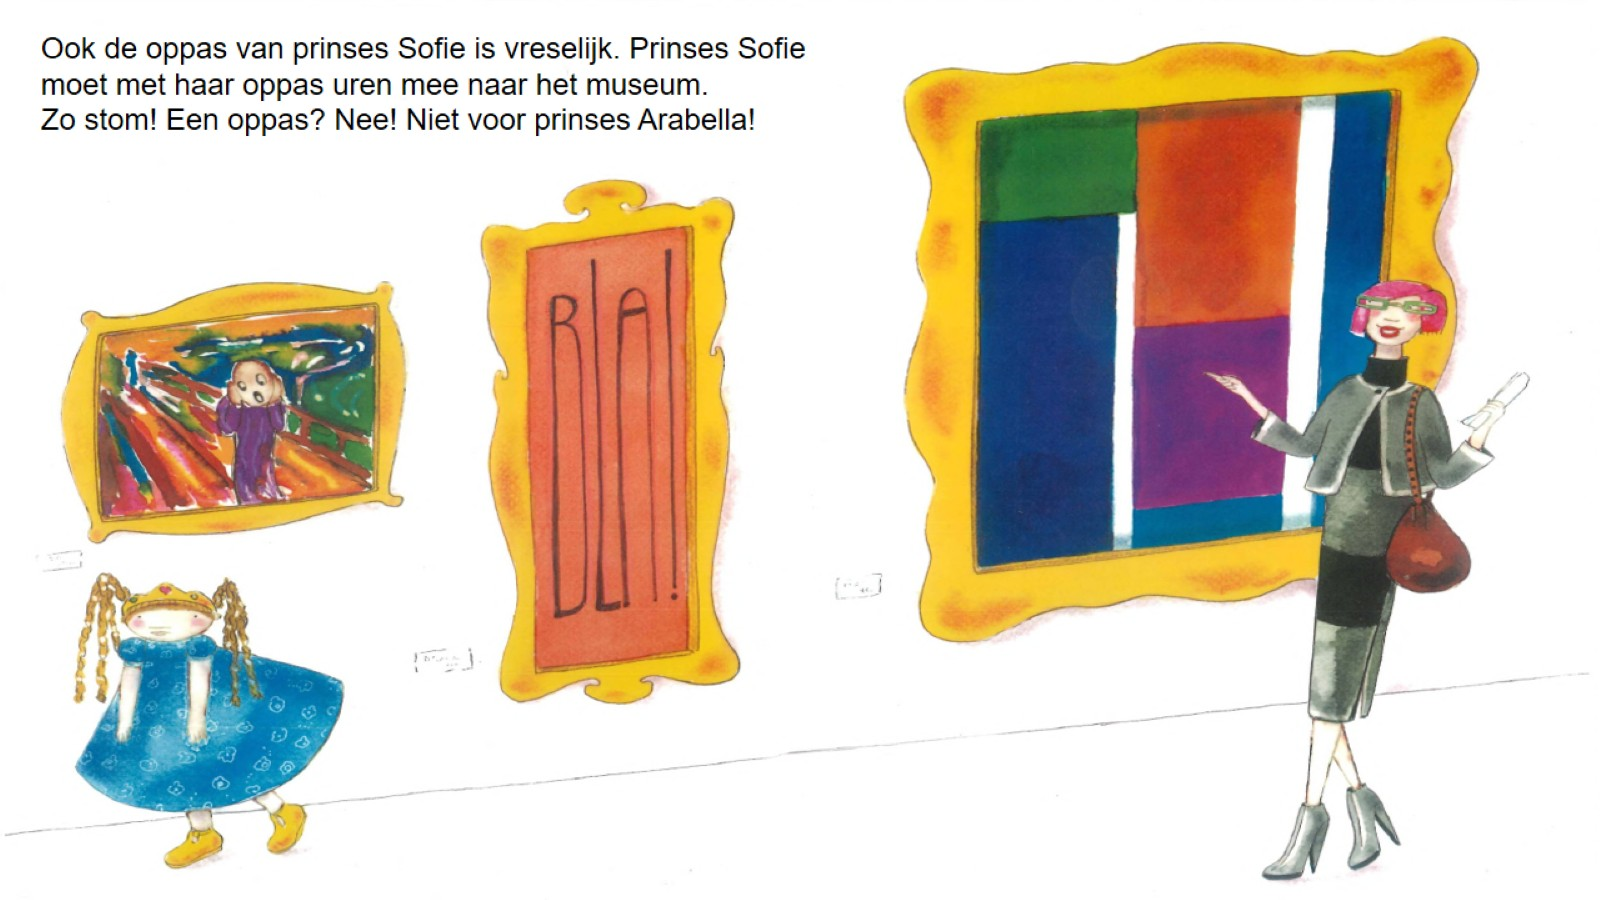 Ook de oppas van prinses Sofie is vreselijk. Prinses Sofie
moet met haar oppas uren mee naar het museum.
Zo stom! Een oppas? Nee! Niet voor prinses Arabella!
BLA!
BLA!